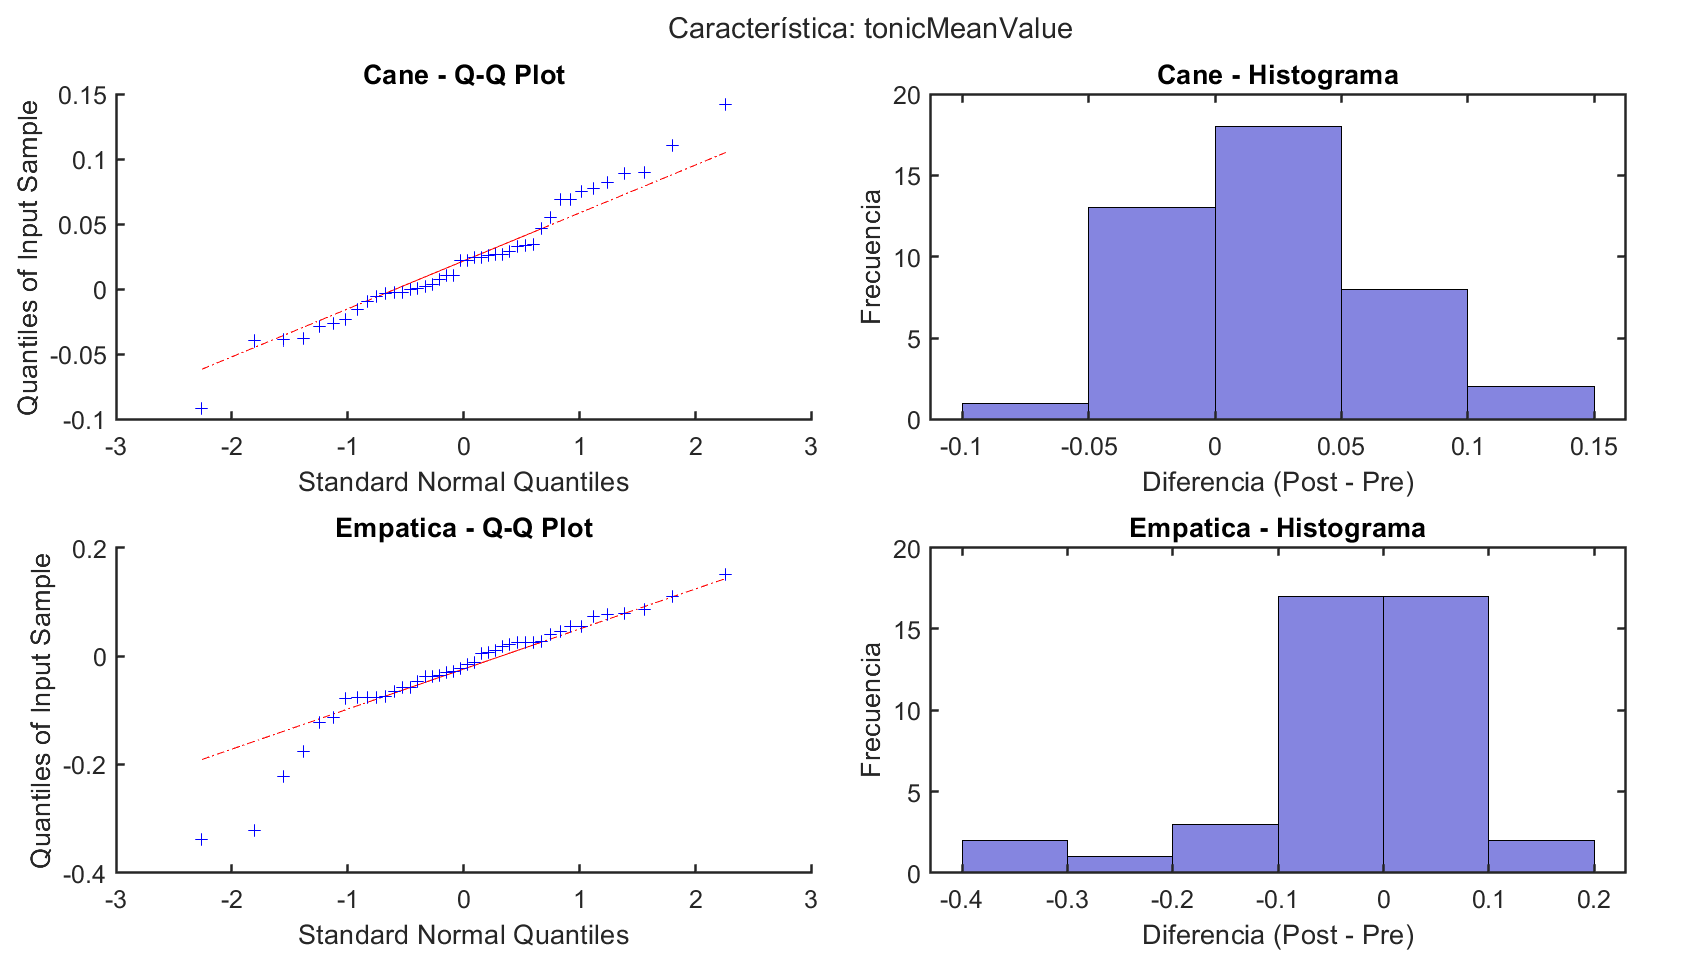 Característica: tonicMeanValue
Cane - Q-Q Plot
Quantiles of Input Sample
0.15
0.1
0.05
0
-0.05
-0.1
-3 -2 -1 0 1 2 3
Standard Normal Quantiles
Cane - Histograma
Frecuencia
20
15
10
5
0
-0.1 -0.05 0 0.05 0.1 0.15
Diferencia (Post - Pre)
Empatica - Q-Q Plot
Quantiles of Input Sample
0.2
0
-0.2
-0.4
-3 -2 -1 0 1 2 3
Standard Normal Quantiles
Empatica - Histograma
Frecuencia
20
15
10
5
0
-0.4 -0.3 -0.2 -0.1 0 0.1 0.2
Diferencia (Post - Pre)